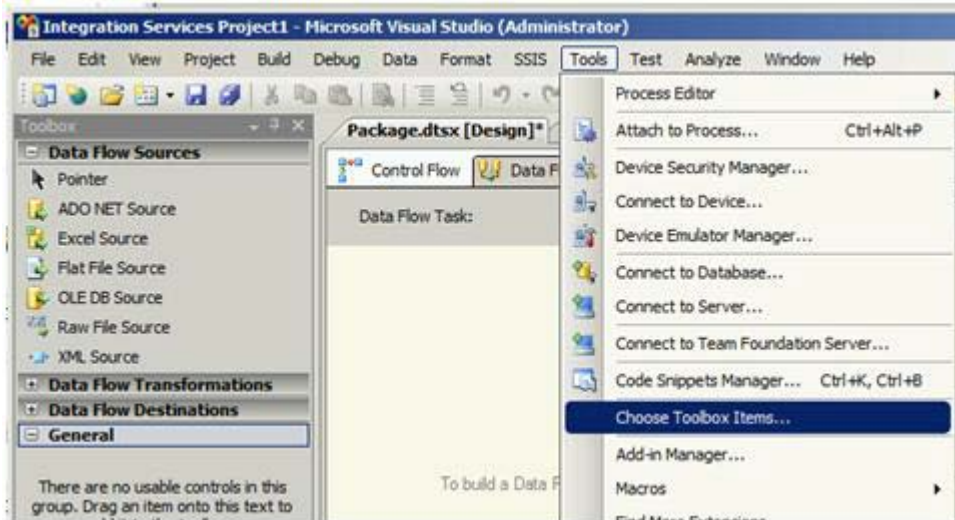 Integration Services Project1 - Microsoft Visual Studio (Administrator)
File Edit View Project Build Debug Data Format SSIS Tools Test Analyze Window Help
Toolbox
Data Flow Sources
Pointer
ADO NET Source
Excel Source
Flat File Source
OLE DB Source
Raw File Source
XML Source
Data Flow Transformations
Data Flow Destinations
General
There are no usable controls in this
group. Drag an item onto this text to
Package.dtsx [Design]*
Control Flow Data F
Data Flow Task:
To build a Data F
Process Editor
Attach to Process... Ctrl+Alt+P
Device Security Manager...
Connect to Device...
Device Emulator Manager...
Connect to Database...
Connect to Server...
Connect to Team Foundation Server...
Code Snippets Manager... Ctrl+K, Ctrl+B
Choose Toolbox Items...
Add-in Manager...
Macros